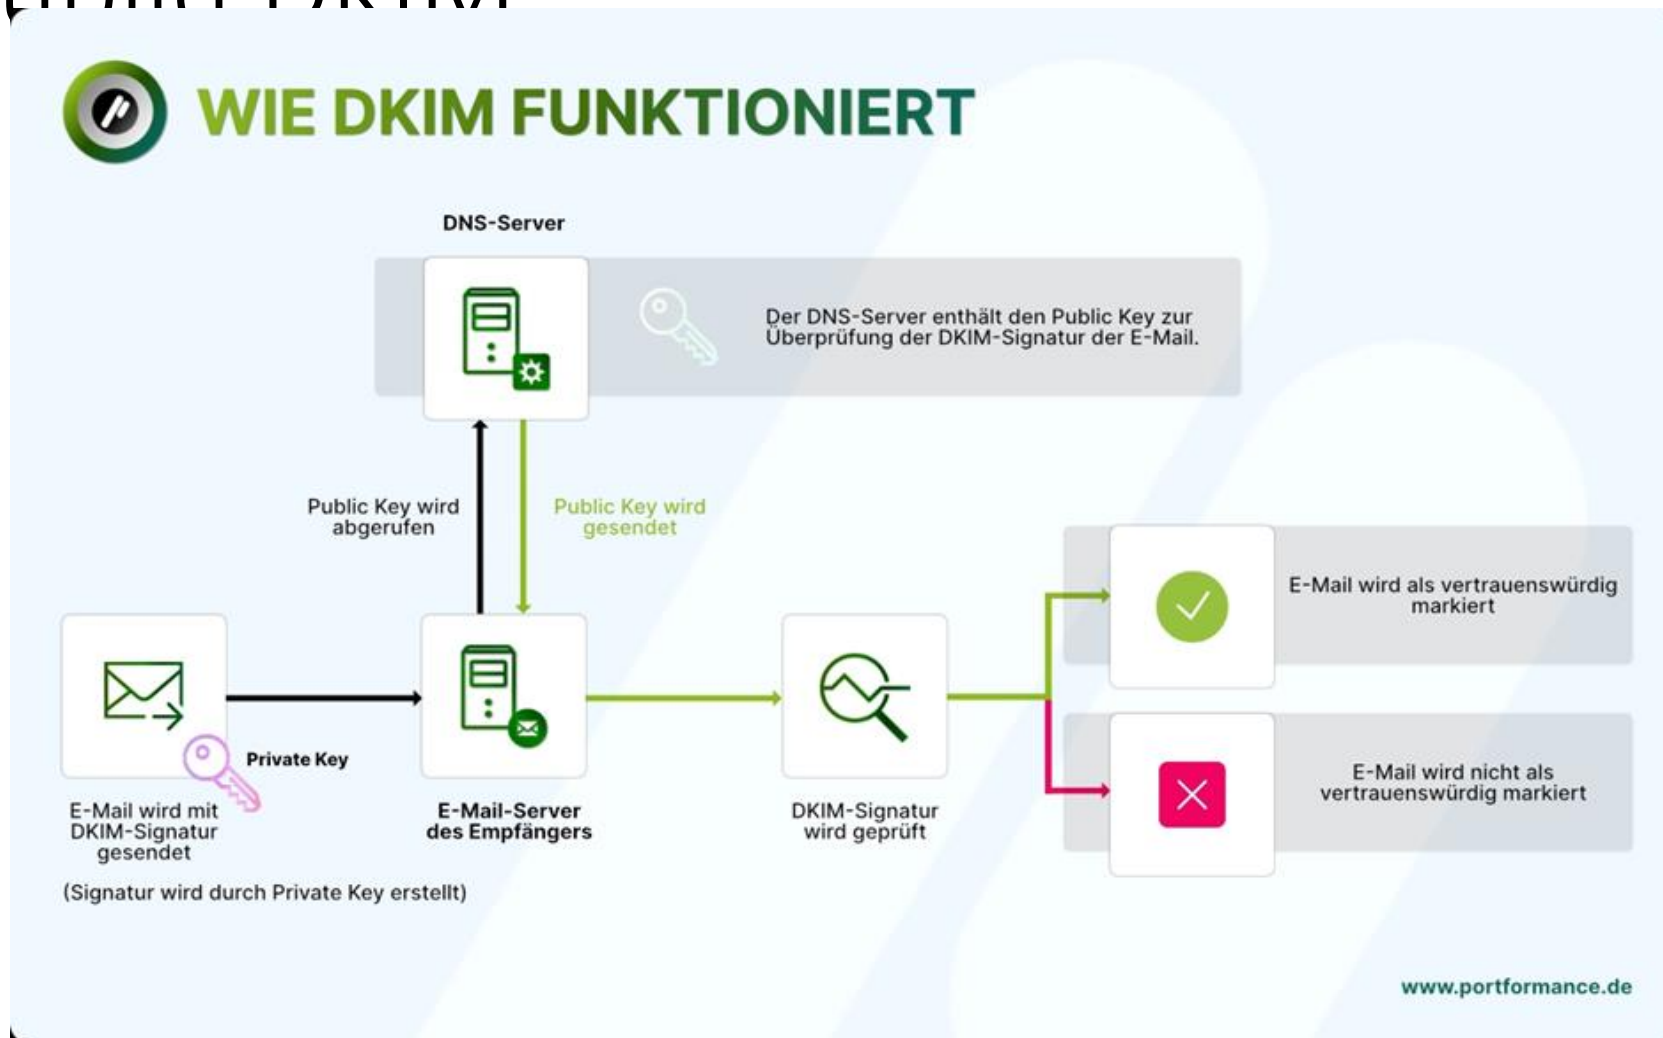 WIE DKIM FUNKTIONIERT
DNS-Server
Der DNS-Server enthält den Public Key zur
Überprüfung der DKIM-Signatur der E-Mail.
Public Key wird
abgerufen
Public Key wird
gesendet
E-Mail wird als vertrauenswürdig
markiert
Private Key
E-Mail wird mit
DKIM-Signatur
gesendet
(Signatur wird durch Private Key erstellt)
E-Mail-Server
des Empfängers
DKIM-Signatur
wird geprüft
E-Mail wird nicht als
vertrauenswürdig markiert
www.portformance.de